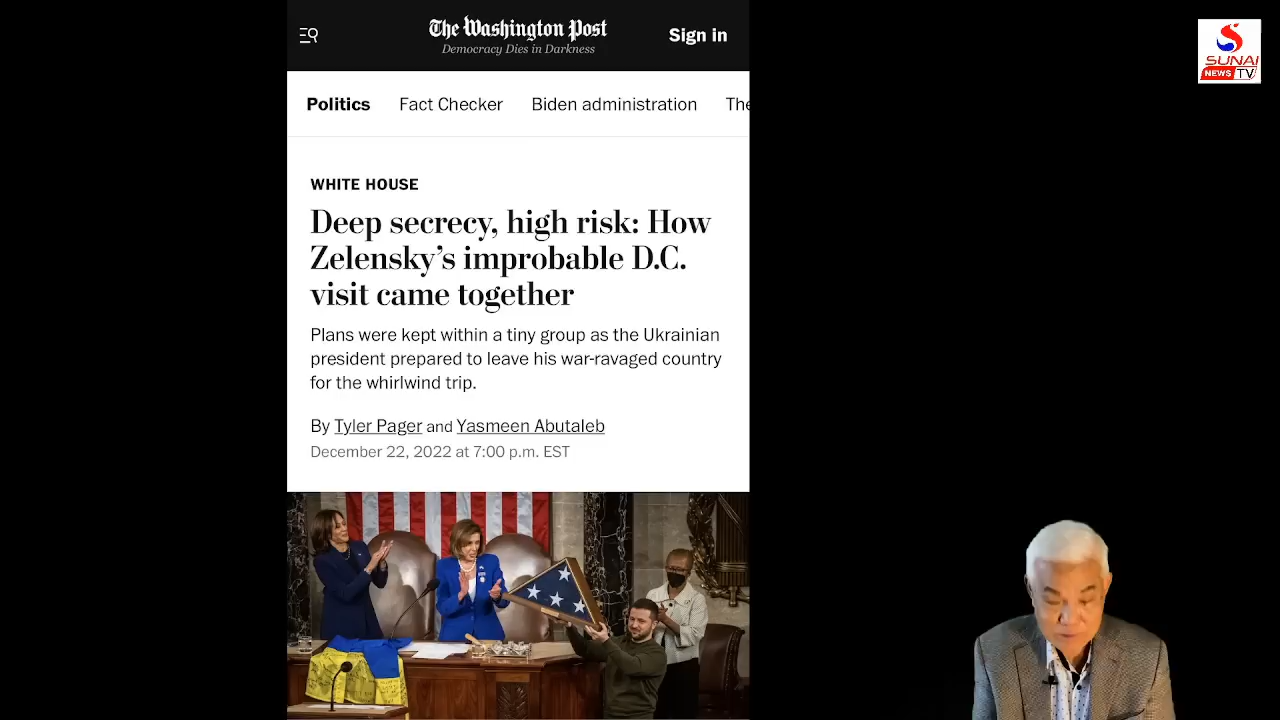 The Washington Post
Democracy Dies in Darkness
Sign in
SUNAI
NEWS TV
Politics
Fact Checker
Biden administration
The
WHITE HOUSE
Deep secrecy, high risk: How
Zelensky's improbable D.C.
visit came together
Plans were kept within a tiny group as the Ukrainian
president prepared to leave his war-ravaged country
for the whirlwind trip.
By Tyler Pager and Yasmeen Abutaleb
December 22, 2022 at 7:00 p.m. EST